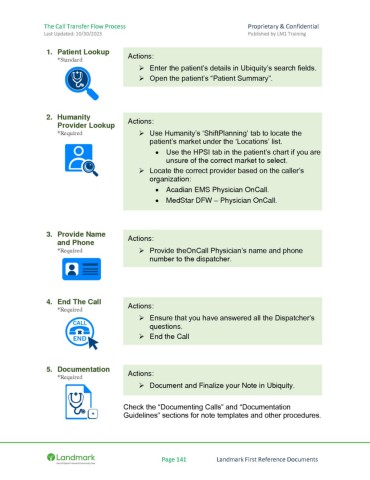 The Call Transfer Flow Process
Proprietary & Confidential
Last Updated: 10/30/2023
Published by LM1 Training
1. Patient Lookup
*Standard
Actions:
➢ Enter the patient's details in Ubiquity's search fields.
➢ Open the patient's "Patient Summary".
2. Humanity
Provider Lookup
*Required
Actions:
➢ Use Humanity's 'ShiftPlanning' tab to locate the
patient's market under the 'Locations' list.
• Use the HPSI tab in the patient's chart if you are
unsure of the correct market to select.
➢ Locate the correct provider based on the caller's
organization:
• Acadian EMS Physician OnCall.
• MedStar DFW – Physician OnCall.
3. Provide Name
and Phone
*Required
Actions:
➢ Provide theOnCall Physician's name and phone
number to the dispatcher.
4. End The Call
*Required
CALL
END
Actions:
➢ Ensure that you have answered all the Dispatcher's
questions.
➢ End the Call
5. Documentation
*Required
Actions:
➢ Document and Finalize your Note in Ubiquity.
Check the "Documenting Calls" and "Documentation
Guidelines" sections for note templates and other procedures.
Landmark
Page 141
Landmark First Reference Documents